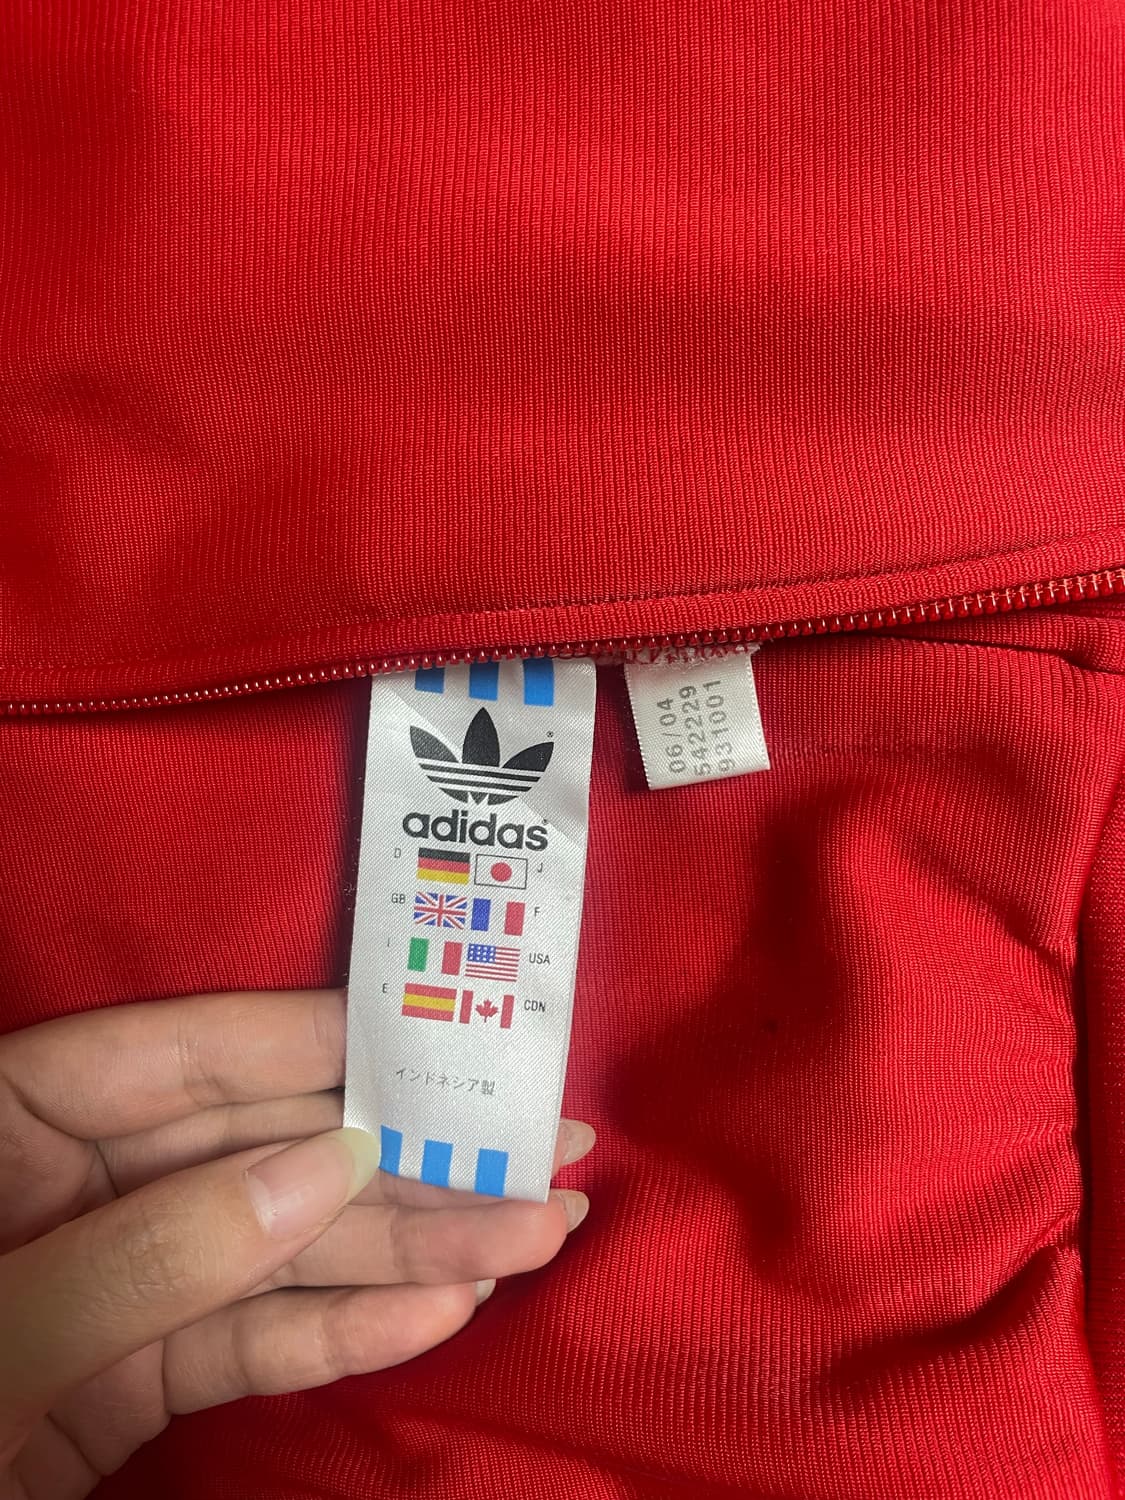 ®
adidas
D J
GB F
I USA
E CDN
インドネシア製
06/04
542229
931001